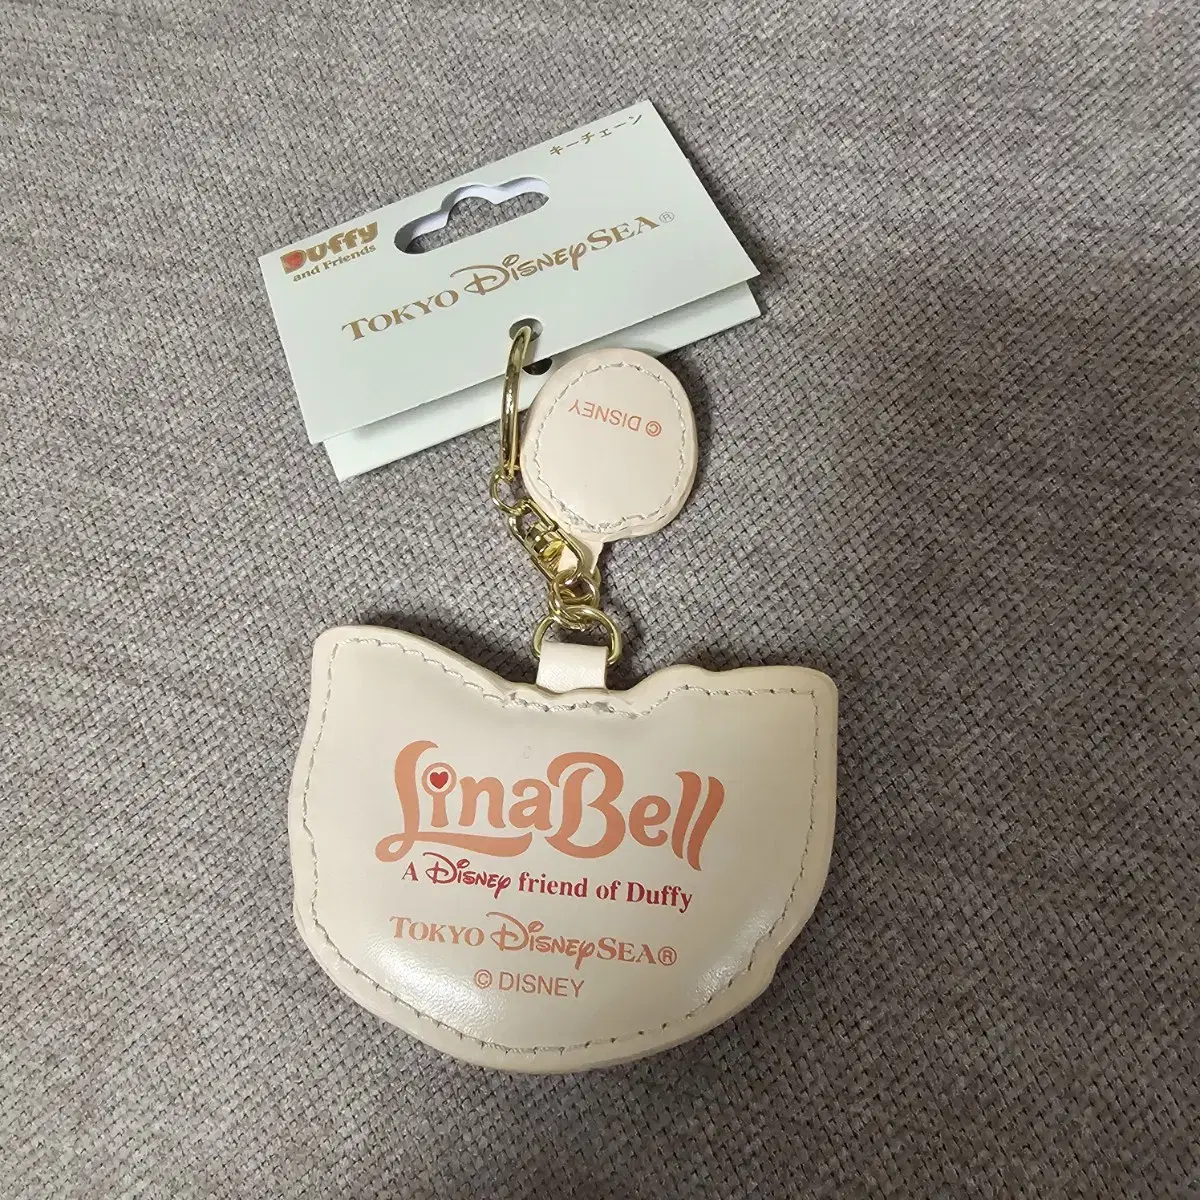 キーチェーン
Duffy
and Friends
TOKYO DISNEYSEA®
© DISNEY
LinaBell
A Disney friend of Duffy
TOKYO DISNEYSEA®
© DISNEY